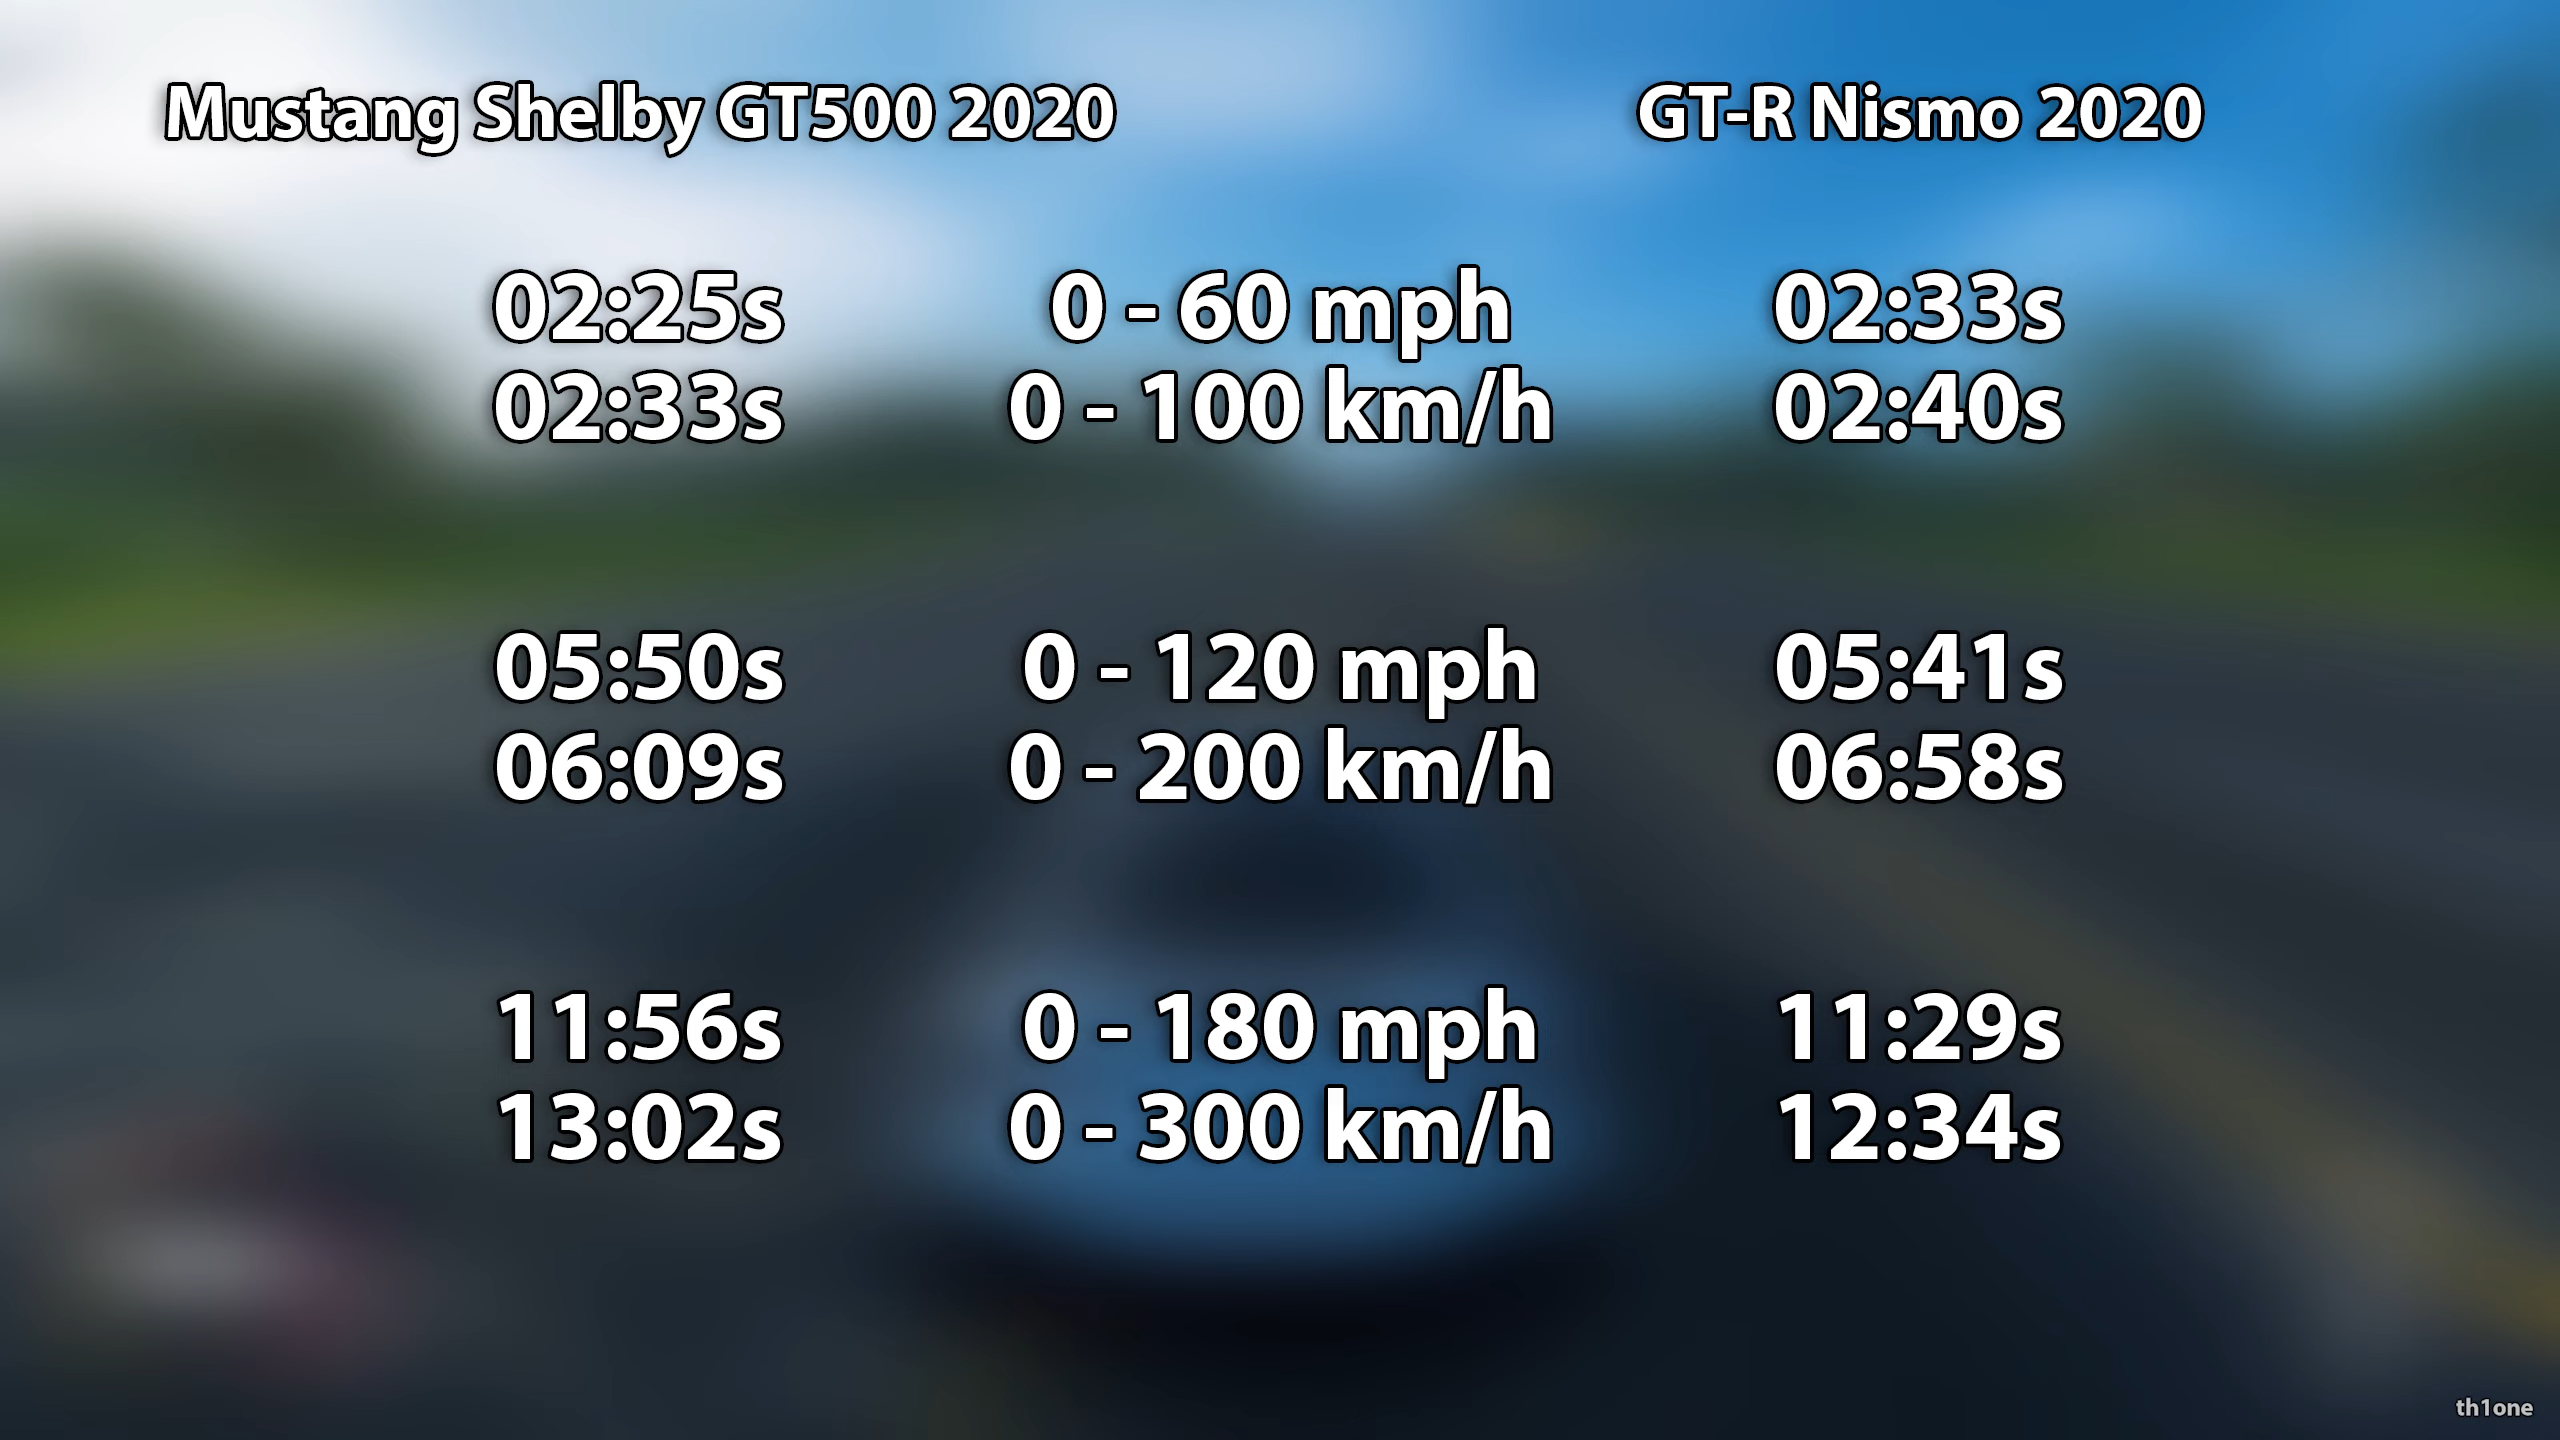 Mustang Shelby GT500 2020 GT-R Nismo 2020
02:25s 0 - 60 mph 02:33s
02:33s 0 - 100 km/h 02:40s
05:50s 0 - 120 mph 05:41s
06:09s 0 - 200 km/h 06:58s
11:56s 0 - 180 mph 11:29s
13:02s 0 - 300 km/h 12:34s
th1one